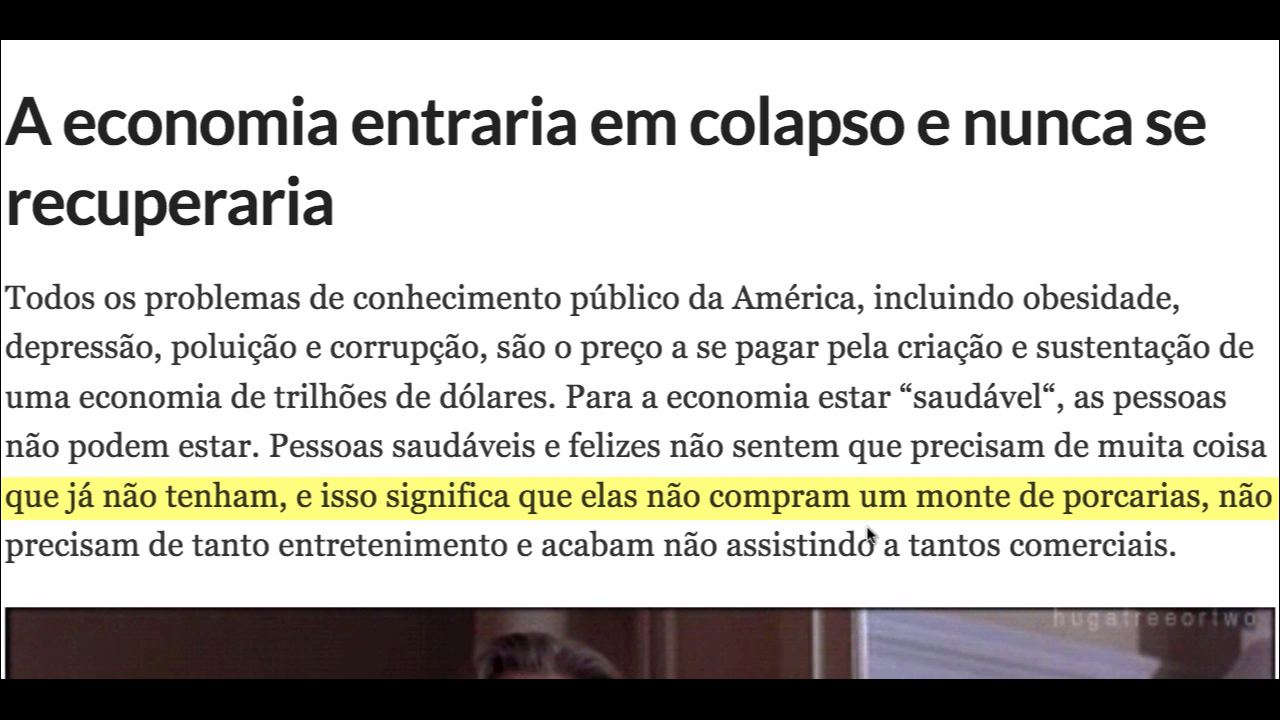 A economia entraria em colapso e nunca se
recuperaria
Todos os problemas de conhecimento público da América, incluindo obesidade,
depressão, poluição e corrupção, são o preço a se pagar pela criação e sustentação de
uma economia de trilhões de dólares. Para a economia estar “saudável“, as pessoas
não podem estar. Pessoas saudáveis e felizes não sentem que precisam de muita coisa
que já não tenham, e isso significa que elas não compram um monte de porcarias, não
precisam de tanto entretenimento e acabam não assistindo a tantos comerciais.
hugatreeortwo